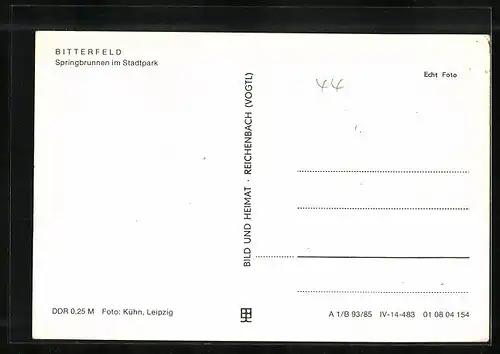 BITTERFELD
Springbrunnen im Stadtpark
BILD UND HEIMAT · REICHENBACH (VOGTL)
44
Echt Foto
DDR 0,25 M Foto: Kühn, Leipzig
A 1/B 93/85 IV-14-483 01 08 04 154